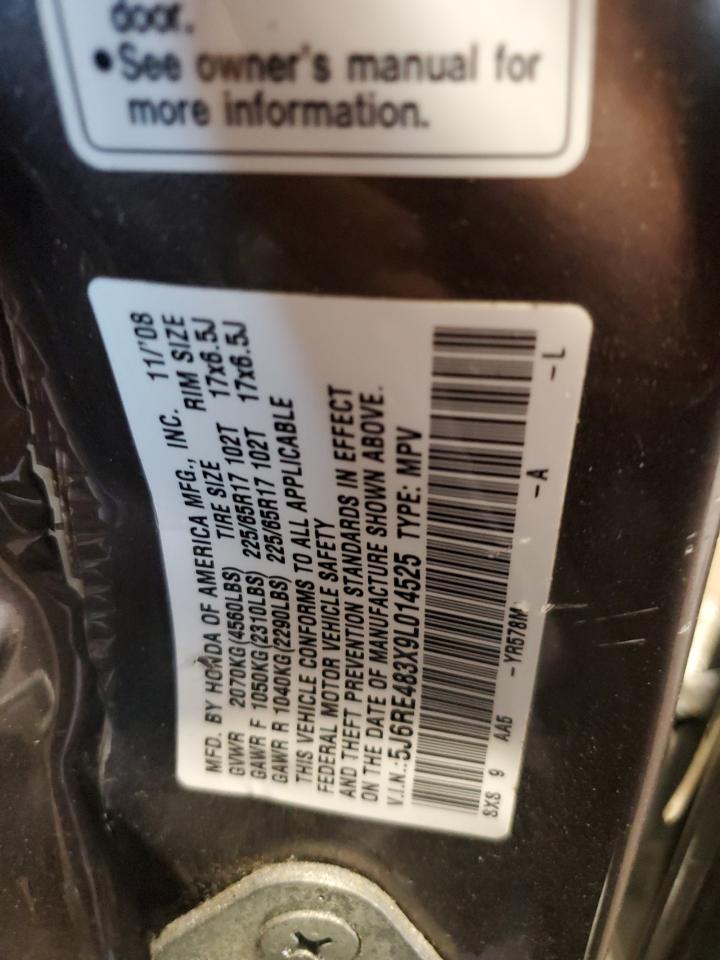 door.
• See owner's manual for
more information.
MFD. BY HONDA OF AMERICA MFG., INC. 11/'08
GVWR 2070KG(4560LBS) TIRE SIZE RIM SIZE
GAWR F 1050KG(2310LBS) 225/65R17 102T 17x6.5J
GAWR R 1040KG(2290LBS) 225/65R17 102T 17x6.5J
THIS VEHICLE CONFORMS TO ALL APPLICABLE
FEDERAL MOTOR VEHICLE SAFETY
AND THEFT PREVENTION STANDARDS IN EFFECT
ON THE DATE OF MANUFACTURE SHOWN ABOVE.
V.I.N.:5J6RE483X9L014525 TYPE: MPV
SXS 9 AA5 -YR578M- -A -L